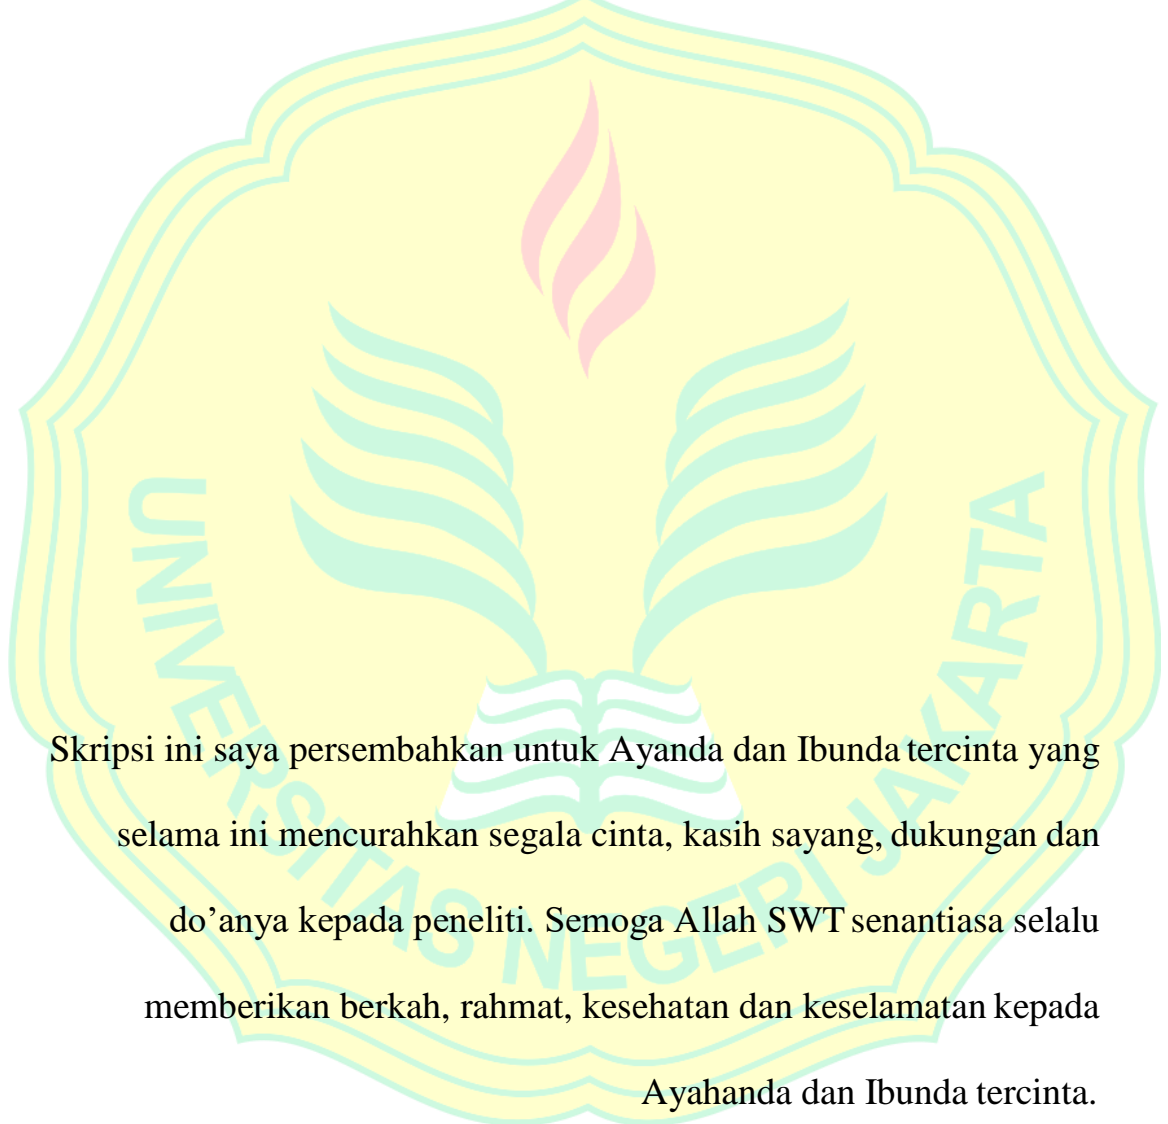 UNIVERSITAS NEGERI JAKARTA
Skripsi ini saya persembahkan untuk Ayanda dan Ibunda tercinta yang
selama ini mencurahkan segala cinta, kasih sayang, dukungan dan
do’anya kepada peneliti. Semoga Allah SWT senantiasa selalu
memberikan berkah, rahmat, kesehatan dan keselamatan kepada
Ayahanda dan Ibunda tercinta.